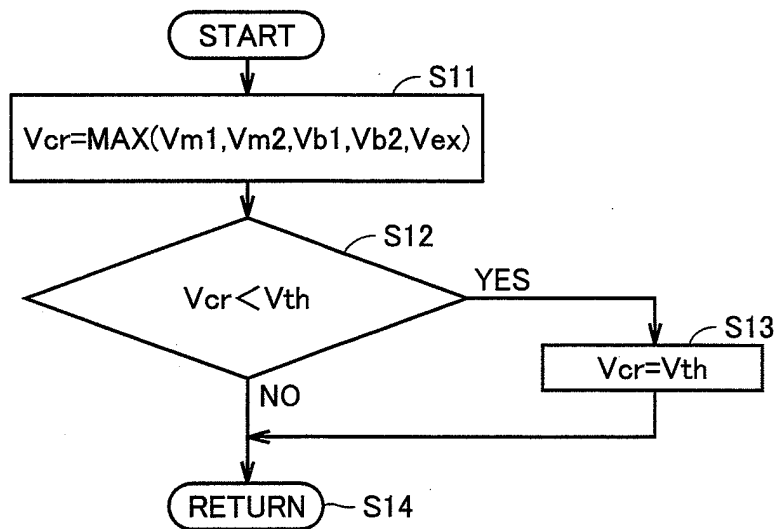 START
S11
Vcr=MAX(Vm1,Vm2,Vb1,Vb2,Vex)
S12
Vcr<Vth
YES
S13
Vcr=Vth
NO
RETURN
S14